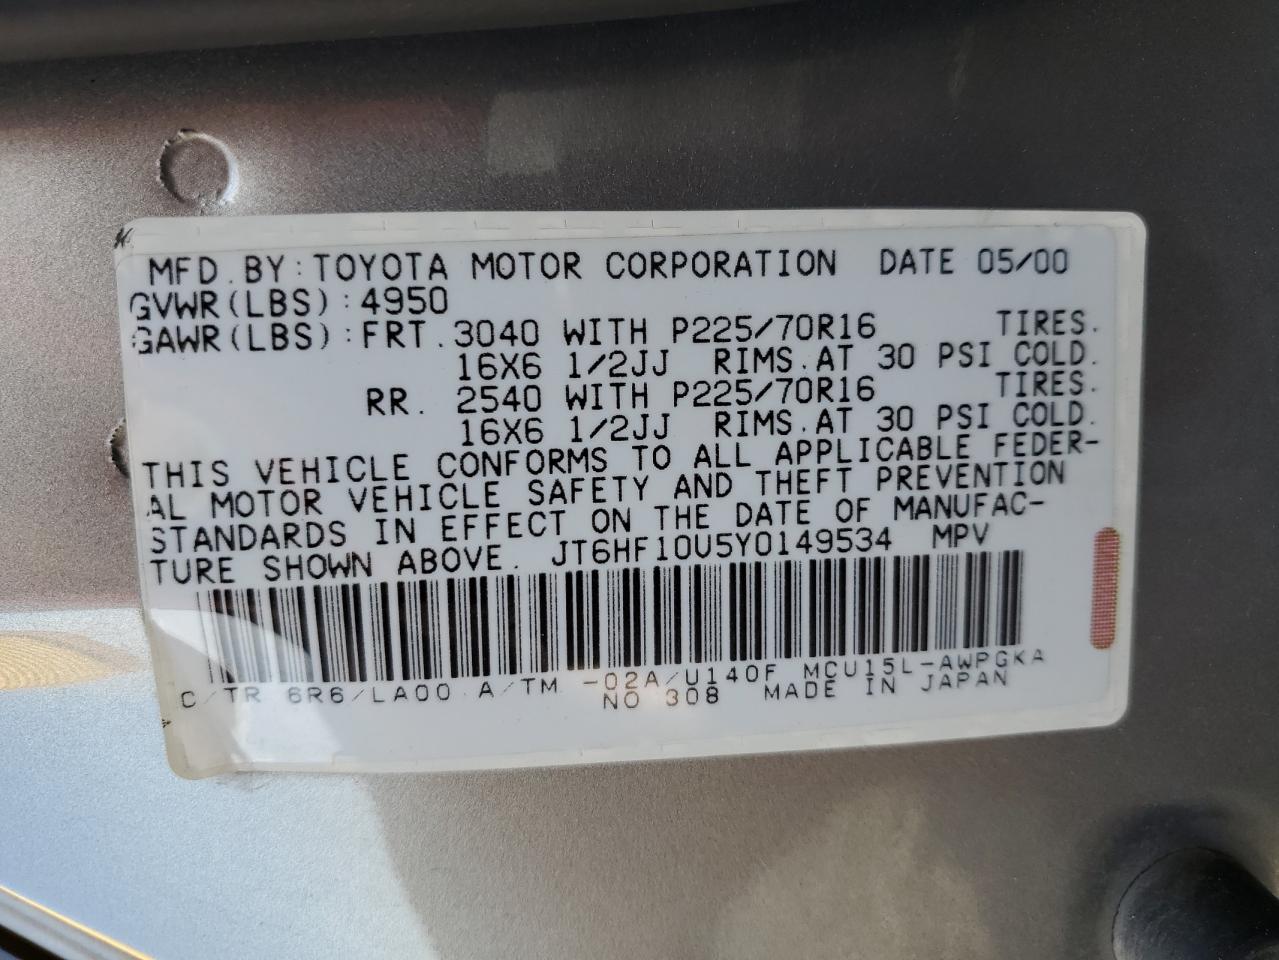 MFD. BY: TOYOTA MOTOR CORPORATION DATE 05/00
GVWR(LBS): 4950
GAWR(LBS): FRT. 3040 WITH P225/70R16 TIRES.
16X6 1/2JJ RIMS. AT 30 PSI COLD.
RR. 2540 WITH P225/70R16 TIRES.
16X6 1/2JJ RIMS. AT 30 PSI COLD.
THIS VEHICLE CONFORMS TO ALL APPLICABLE FEDER-
AL MOTOR VEHICLE SAFETY AND THEFT PREVENTION
STANDARDS IN EFFECT ON THE DATE OF MANUFAC-
TURE SHOWN ABOVE. JT6HF10U5Y0149534 MPV
C/TR 6R6/LA00 A/TM -02A/U140F MCU15L-AWPGKA
NO 308 MADE IN JAPAN